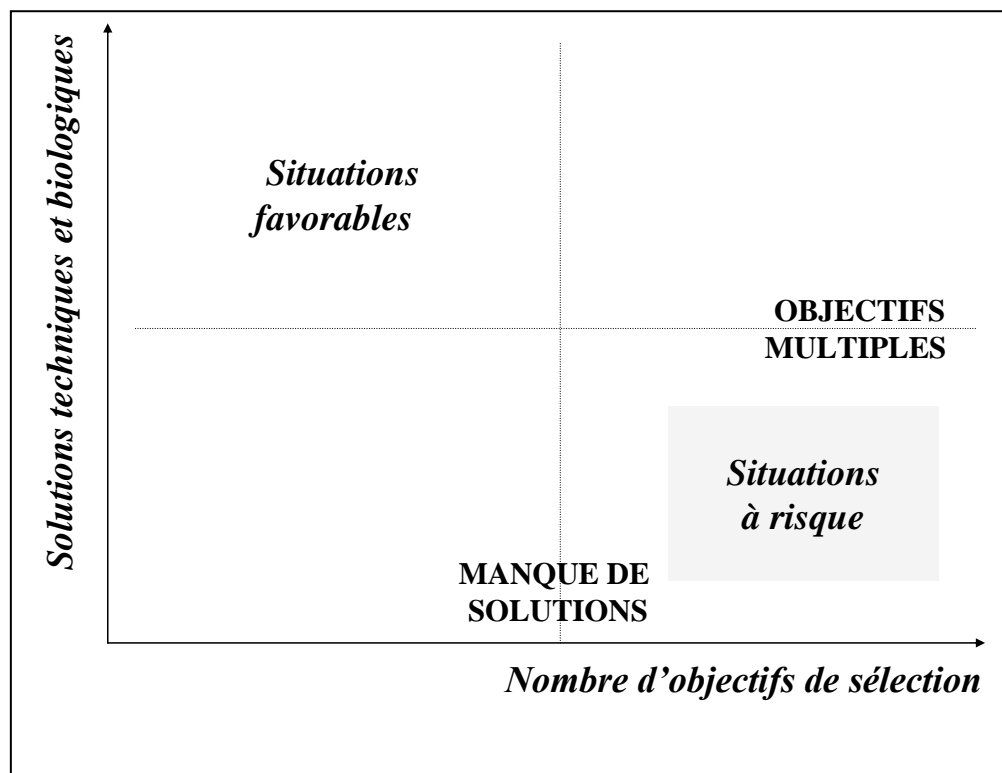 Solutions techniques et biologiques
Situations
favorables
OBJECTIFS
MULTIPLES
Situations
à risque
MANQUE DE
SOLUTIONS
Nombre d’objectifs de sélection